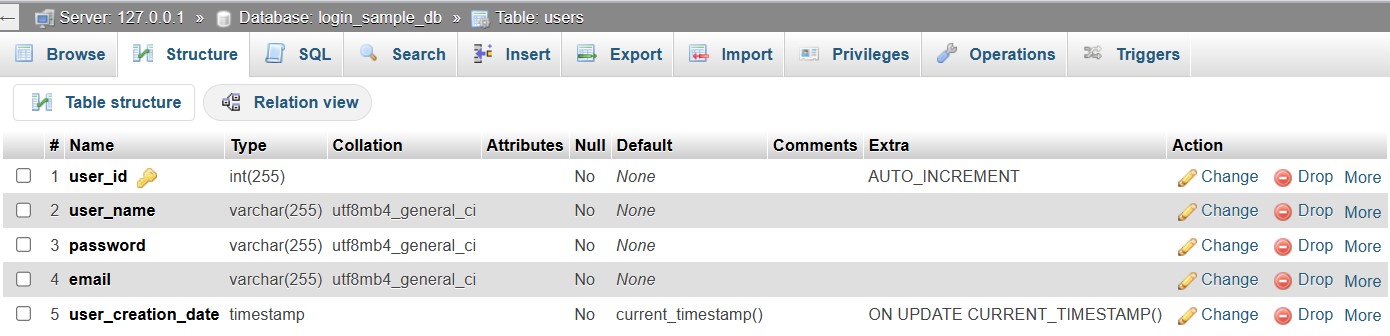 Server: 127.0.0.1 » Database: login_sample_db » Table: users
Browse Structure SQL Search Insert Export Import Privileges Operations Triggers
Table structure Relation view
# Name Type Collation Attributes Null Default Comments Extra Action
1 user_id int(255) No None AUTO_INCREMENT Change Drop More
2 user_name varchar(255) utf8mb4_general_ci No None Change Drop More
3 password varchar(255) utf8mb4_general_ci No None Change Drop More
4 email varchar(255) utf8mb4_general_ci No None Change Drop More
5 user_creation_date timestamp No current_timestamp() ON UPDATE CURRENT_TIMESTAMP() Change Drop More